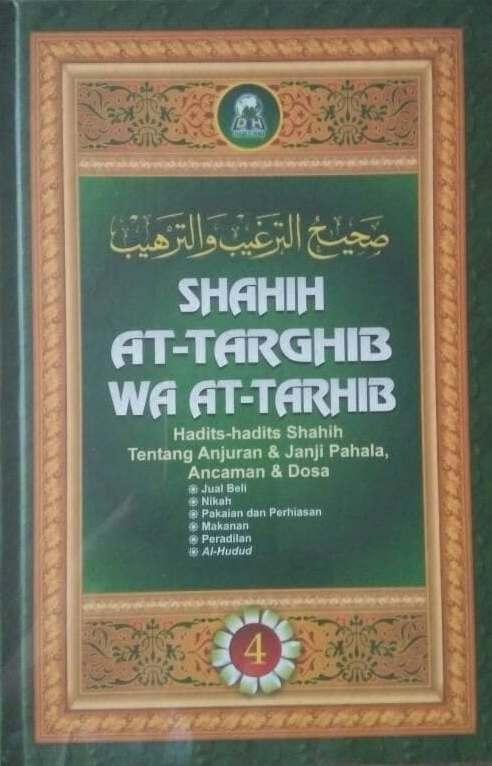 DH
صحيح الترغيب والترهيب
SHAHIH
AT-TARGHIB
WA AT-TARHIB
Hadits-hadits Shahih
Tentang Anjuran & Janji Pahala,
Ancaman & Dosa
Jual Beli
Nikah
Pakaian dan Perhiasan
Makanan
Peradilan
Al-Hudud
4